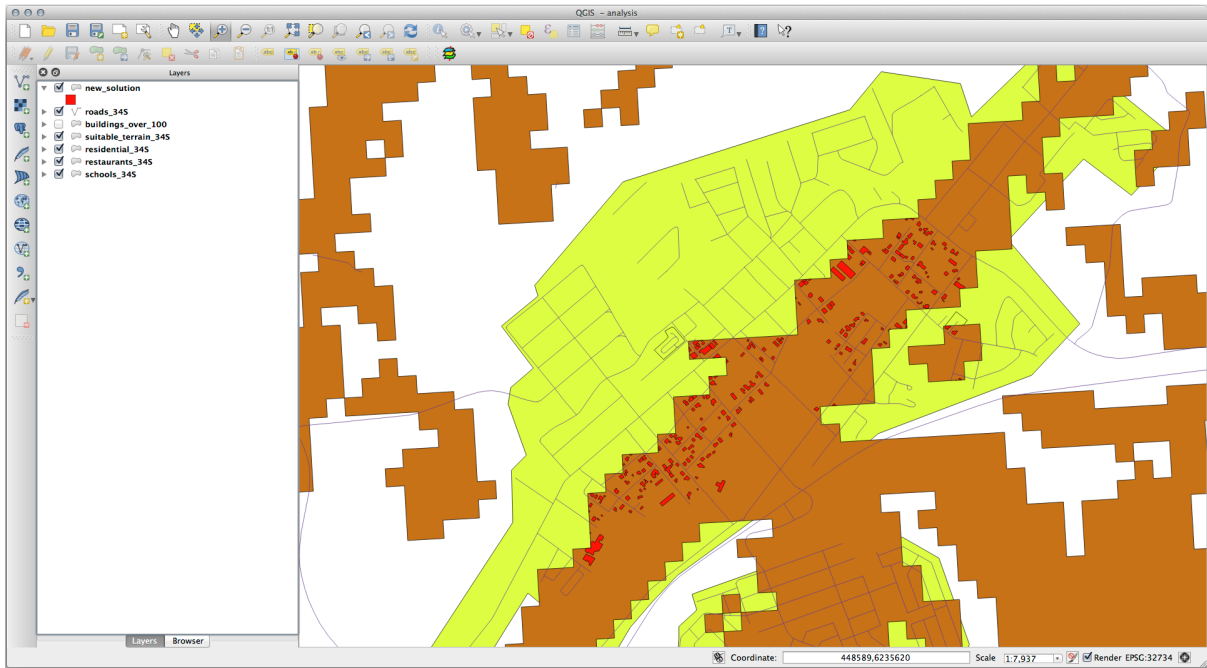 QGIS - analysis
Layers
new_solution
roads_34S
buildings_over_100
suitable_terrain_34S
residential_34S
restaurants_34S
schools_34S
Layers
Browser
Coordinate:
448589,6235620
Scale
1:7,937
Render
EPSG:32734